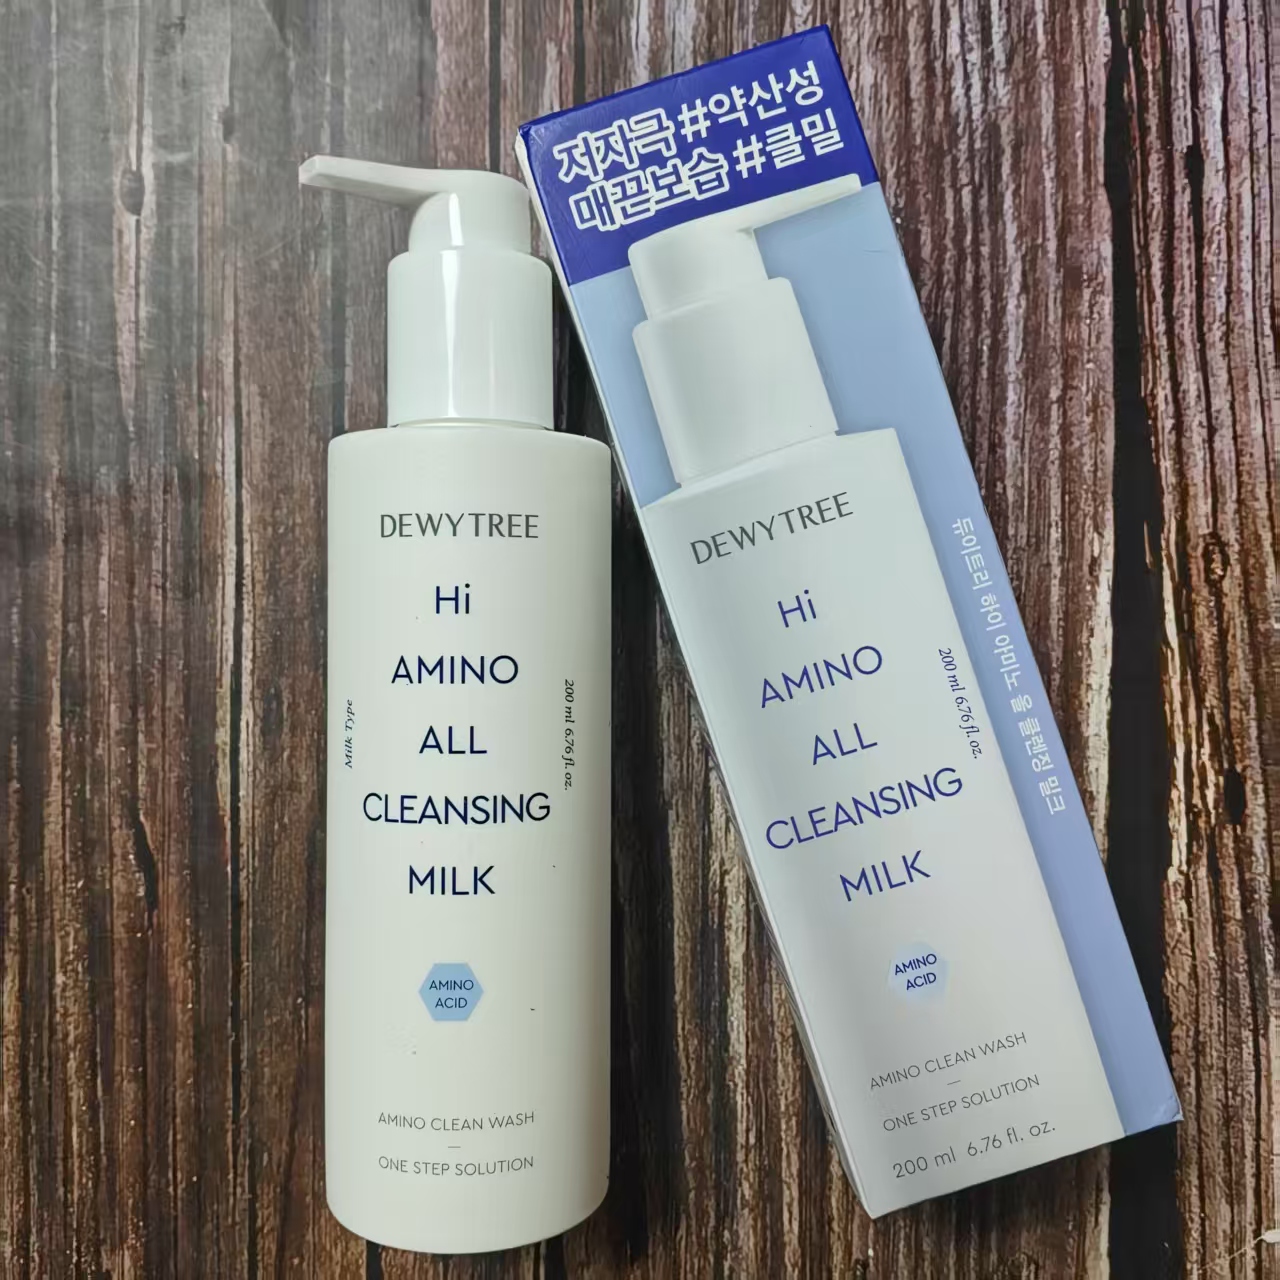 DEWYTREE
Hi
AMINO
ALL
CLEANSING
MILK
Milk Type
200 ml 6.76 fl. oz.
AMINO
ACID
AMINO CLEAN WASH
ONE STEP SOLUTION
저자극 #약산성
매끈보습 #클밀
DEWYTREE
Hi
AMINO
ALL
CLEANSING
MILK
200 ml 6.76 fl. oz.
듀이트리 하이 아미노 올 클렌징 밀크
AMINO
ACID
AMINO CLEAN WASH
ONE STEP SOLUTION
200 ml 6.76 fl. oz.